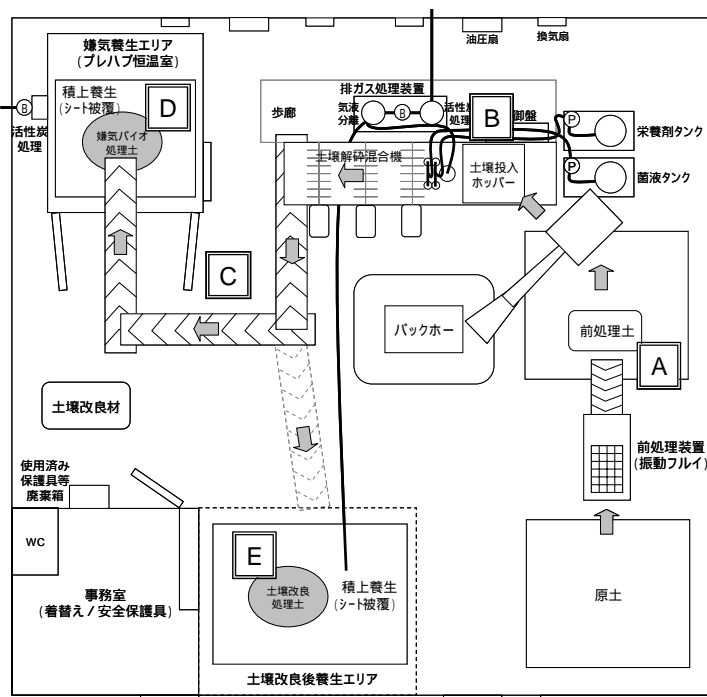 油圧扇
換気扇
嫌気養生エリア
(プレハブ恒温室)
積上養生
(シート被覆)
D
嫌気バイオ
処理土
B
活性炭
処理
歩廊
排ガス処理装置
気液
分離
B
活性
処理
B
御盤
P
栄養剤タンク
P
菌液タンク
土壌解砕混合機
土壌投入
ホッパー
C
バックホー
前処理土
A
土壌改良材
前処理装置
(振動フルイ)
使用済み
保護具等
廃棄箱
WC
事務室
(着替え/安全保護具)
E
土壌改良
処理土
積上養生
(シート被覆)
土壌改良後養生エリア
原土